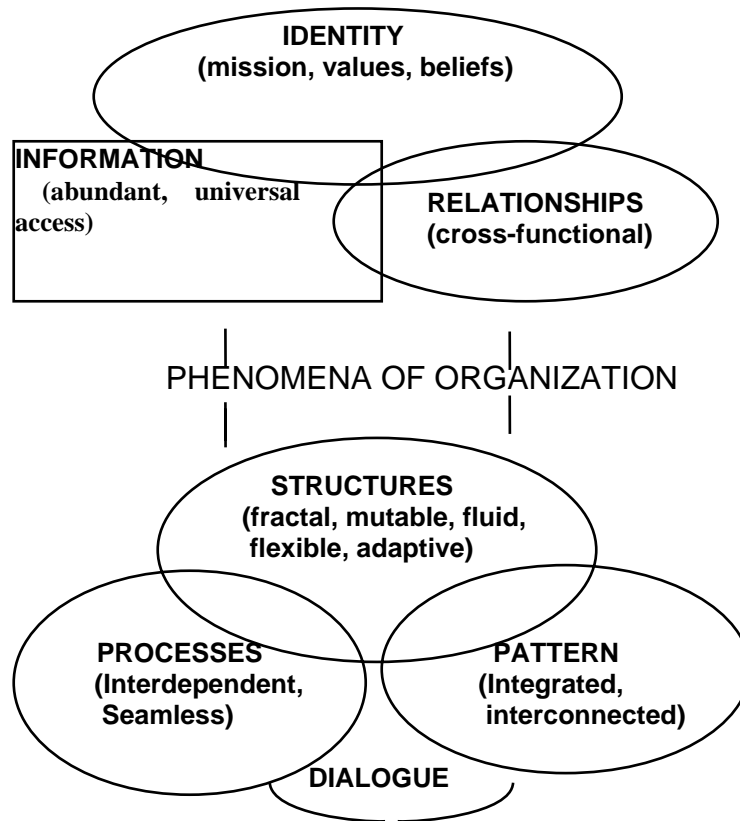 IDENTITY
(mission, values, beliefs)
INFORMATION
(abundant, universal
access)
RELATIONSHIPS
(cross-functional)
PHENOMENA OF ORGANIZATION
STRUCTURES
(fractal, mutable, fluid,
flexible, adaptive)
PROCESSES
(Interdependent,
Seamless)
PATTERN
(Integrated,
interconnected)
DIALOGUE